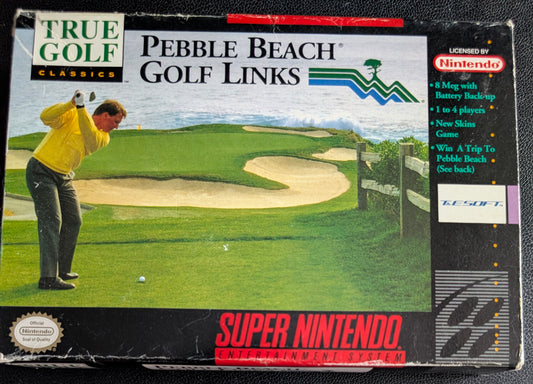 TRUE
GOLF
CLASSICS
PEBBLE BEACH®
GOLF LINKS
®
LICENSED BY
Nintendo®
• 8 Meg with
Battery Back-up
• 1 to 4 players
• New Skins
Game
• Win A Trip To
Pebble Beach
(See back)
T&E SOFT®
Official
Nintendo
Seal of Quality
SUPER NINTENDO
ENTERTAINMENT SYSTEM